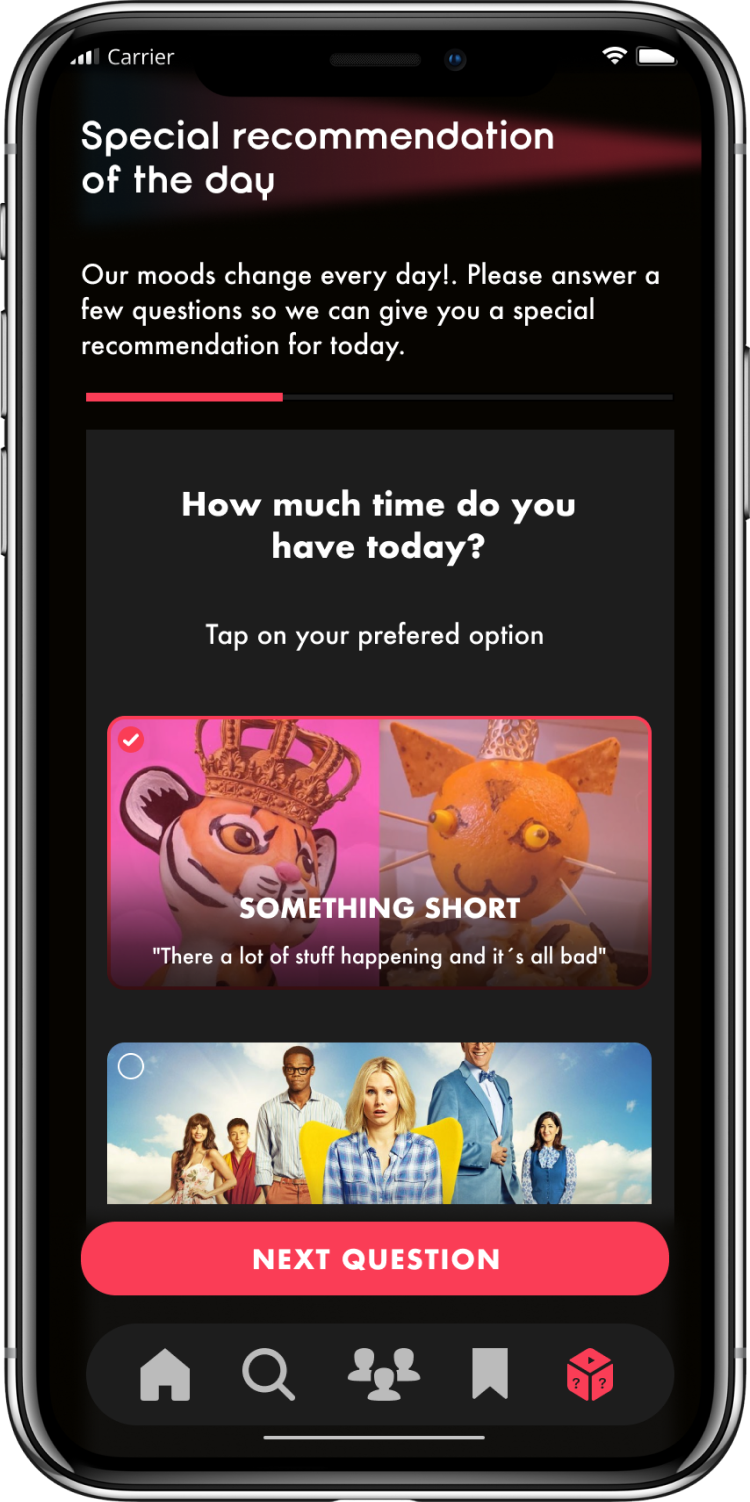 Carrier
Special recommendation
of the day
Our moods change every day!. Please answer a
few questions so we can give you a special
recommendation for today.
How much time do you
have today?
Tap on your prefered option
SOMETHING SHORT
"There a lot of stuff happening and it´s all bad"
NEXT QUESTION
? ?